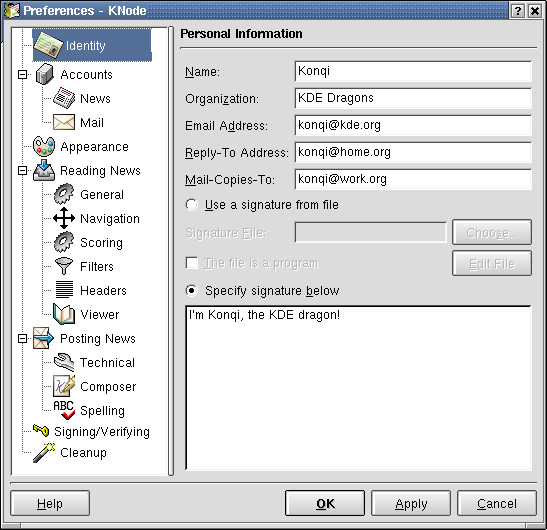 Preferences - KNode
Identity
Accounts
News
Mail
Appearance
Reading News
General
Navigation
Scoring
Filters
Headers
Viewer
Posting News
Technical
Composer
ABC Spelling
Signing/Verifying
Cleanup
Personal Information
Name: Konqi
Organization: KDE Dragons
Email Address: konqi@kde.org
Reply-To Address: konqi@home.org
Mail-Copies-To: konqi@work.org
Use a signature from file
Signature File: Choose...
The file is a program Edit File
Specify signature below
I'm Konqi, the KDE dragon!
Help OK Apply Cancel